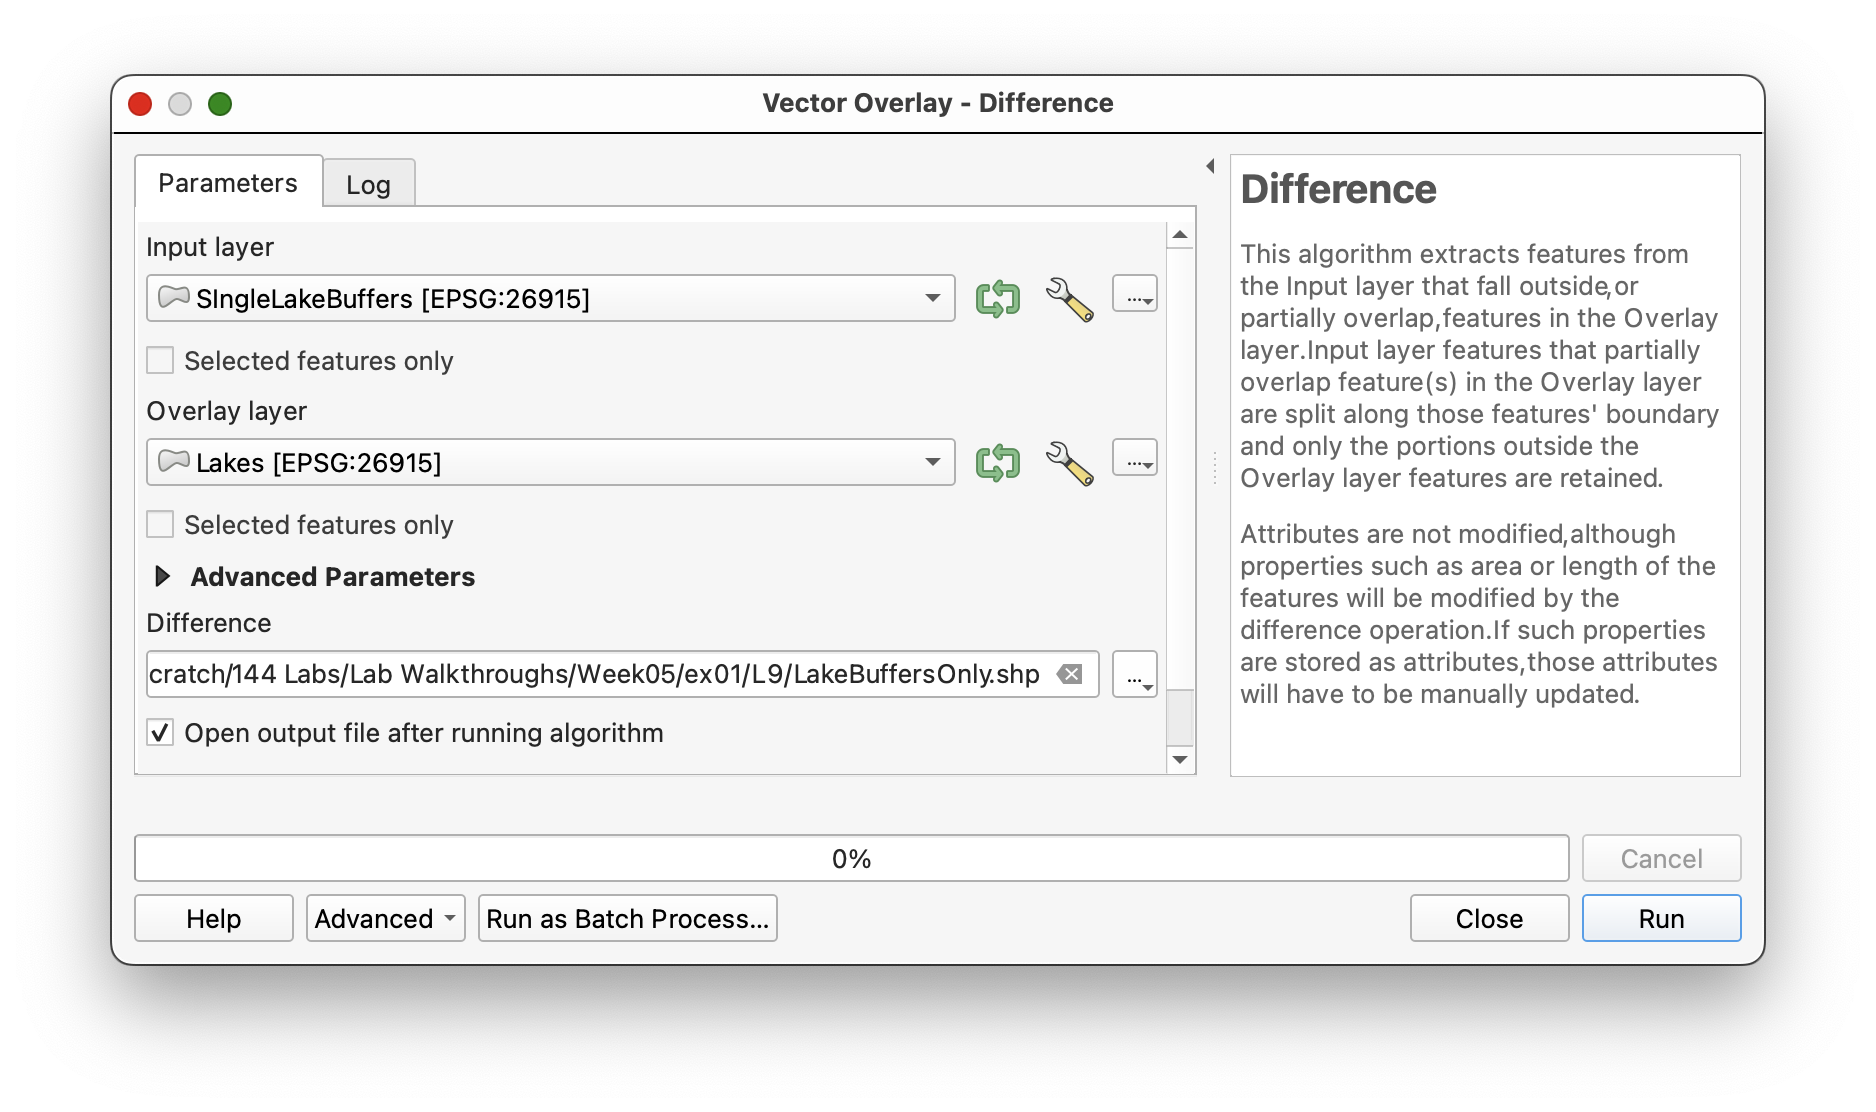 Vector Overlay - Difference
Parameters
Log
Input layer
SIngleLakeBuffers [EPSG:26915]
...
Selected features only
Overlay layer
Lakes [EPSG:26915]
...
Selected features only
Advanced Parameters
Difference
cratch/144 Labs/Lab Walkthroughs/Week05/ex01/L9/LakeBuffersOnly.shp
...
Open output file after running algorithm
Difference
This algorithm extracts features from
the Input layer that fall outside,or
partially overlap,features in the Overlay
layer.Input layer features that partially
overlap feature(s) in the Overlay layer
are split along those features' boundary
and only the portions outside the
Overlay layer features are retained.
Attributes are not modified,although
properties such as area or length of the
features will be modified by the
difference operation.If such properties
are stored as attributes,those attributes
will have to be manually updated.
0%
Cancel
Help
Advanced
Run as Batch Process...
Close
Run